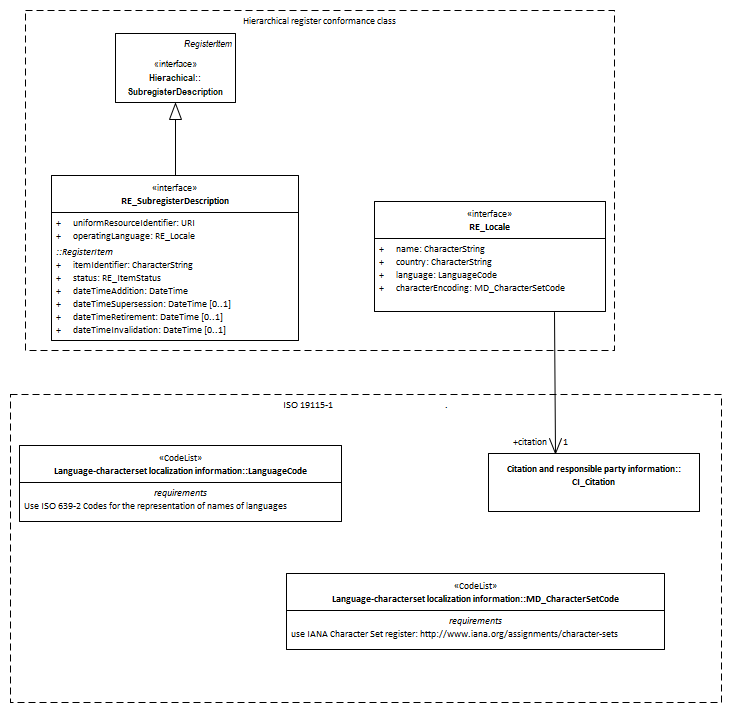 Hierarchical register conformance class
RegisterItem
«interface»
Hierachical::
SubregisterDescription
«interface»
RE_SubregisterDescription
+ uniformResourceIdentifier: URI
+ operatingLanguage: RE_Locale
::RegisterItem
+ itemIdentifier: CharacterString
+ status: RE_ItemStatus
+ dateTimeAddition: DateTime
+ dateTimeSupersession: DateTime [0..1]
+ dateTimeRetirement: DateTime [0..1]
+ dateTimeInvalidation: DateTime [0..1]
«interface»
RE_Locale
+ name: CharacterString
+ country: CharacterString
+ language: LanguageCode
+ characterEncoding: MD_CharacterSetCode
ISO 19115-1 .
+citation 1
«CodeList»
Language-characterset localization information::LanguageCode
requirements
Use ISO 639-2 Codes for the representation of names of languages
Citation and responsible party information::
CI_Citation
«CodeList»
Language-characterset localization information::MD_CharacterSetCode
requirements
use IANA Character Set register: http://www.iana.org/assignments/character-sets